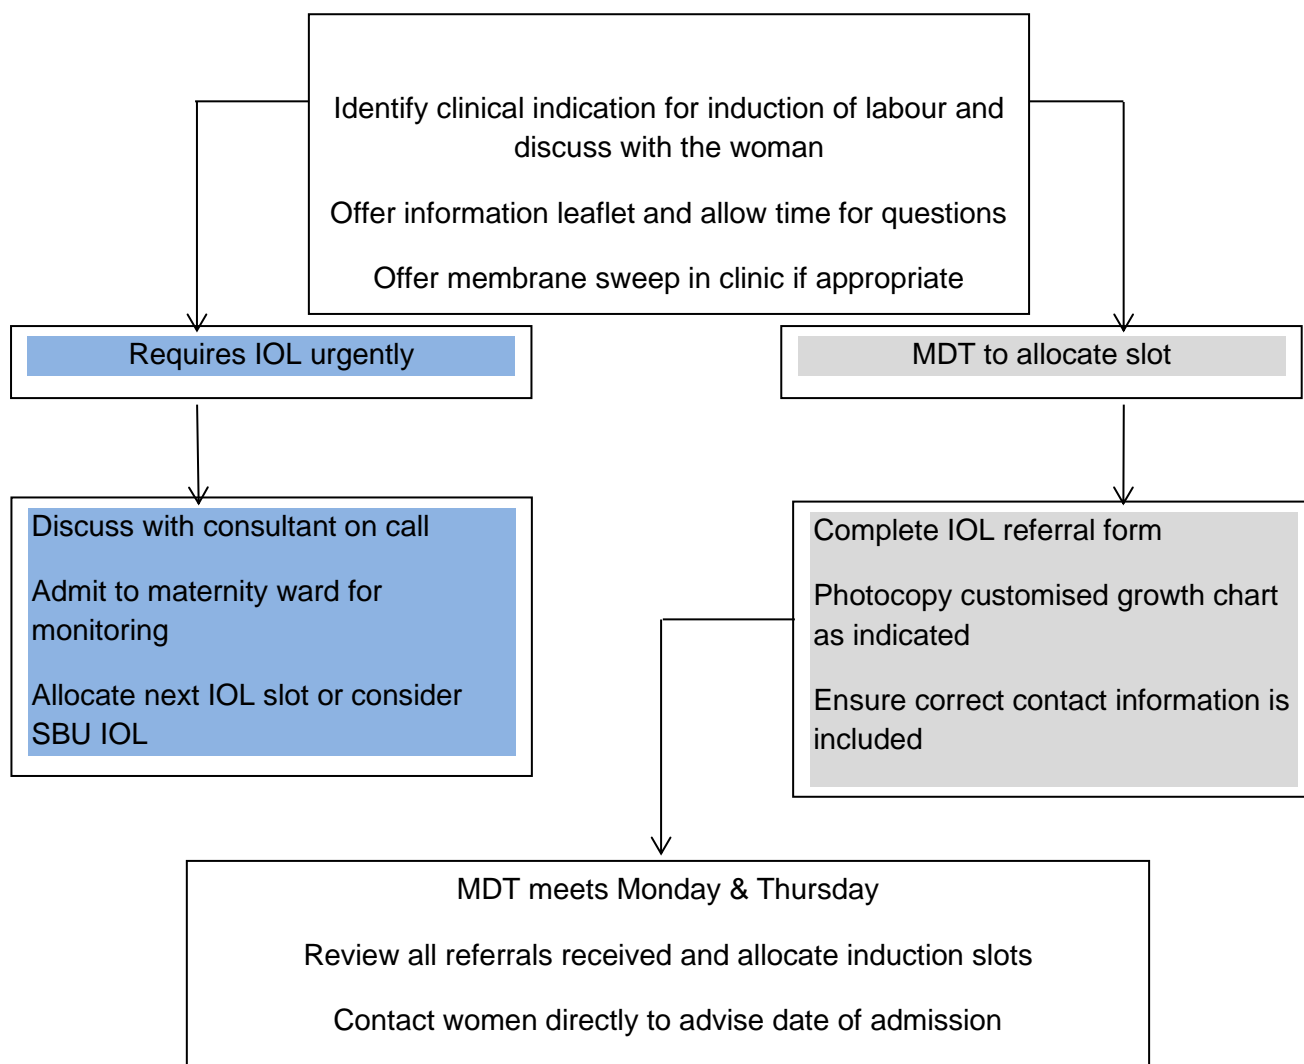 Identify clinical indication for induction of labour and
discuss with the woman
Offer information leaflet and allow time for questions
Offer membrane sweep in clinic if appropriate
Requires IOL urgently
MDT to allocate slot
Discuss with consultant on call
Admit to maternity ward for
monitoring
Allocate next IOL slot or consider
SBU IOL
Complete IOL referral form
Photocopy customised growth chart
as indicated
Ensure correct contact information is
included
MDT meets Monday & Thursday
Review all referrals received and allocate induction slots
Contact women directly to advise date of admission